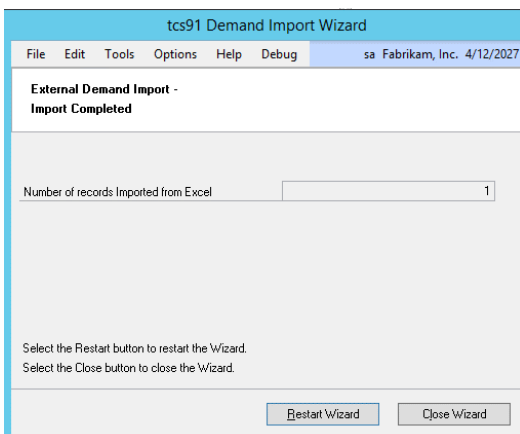 tcs91 Demand Import Wizard
File Edit Tools Options Help Debug sa Fabrikam, Inc. 4/12/2027
External Demand Import -
Import Completed
Number of records Imported from Excel 1
Select the Restart button to restart the Wizard.
Select the Close button to close the Wizard.
Restart Wizard Close Wizard